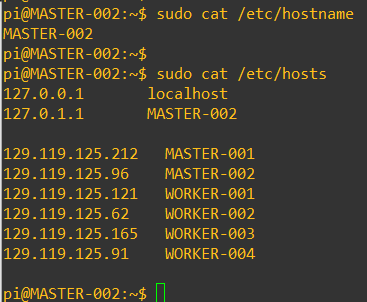 pi@MASTER-002:~$ sudo cat /etc/hostname
MASTER-002
pi@MASTER-002:~$
pi@MASTER-002:~$ sudo cat /etc/hosts
127.0.0.1 localhost
127.0.1.1 MASTER-002
129.119.125.212 MASTER-001
129.119.125.96 MASTER-002
129.119.125.121 WORKER-001
129.119.125.62 WORKER-002
129.119.125.165 WORKER-003
129.119.125.91 WORKER-004
pi@MASTER-002:~$